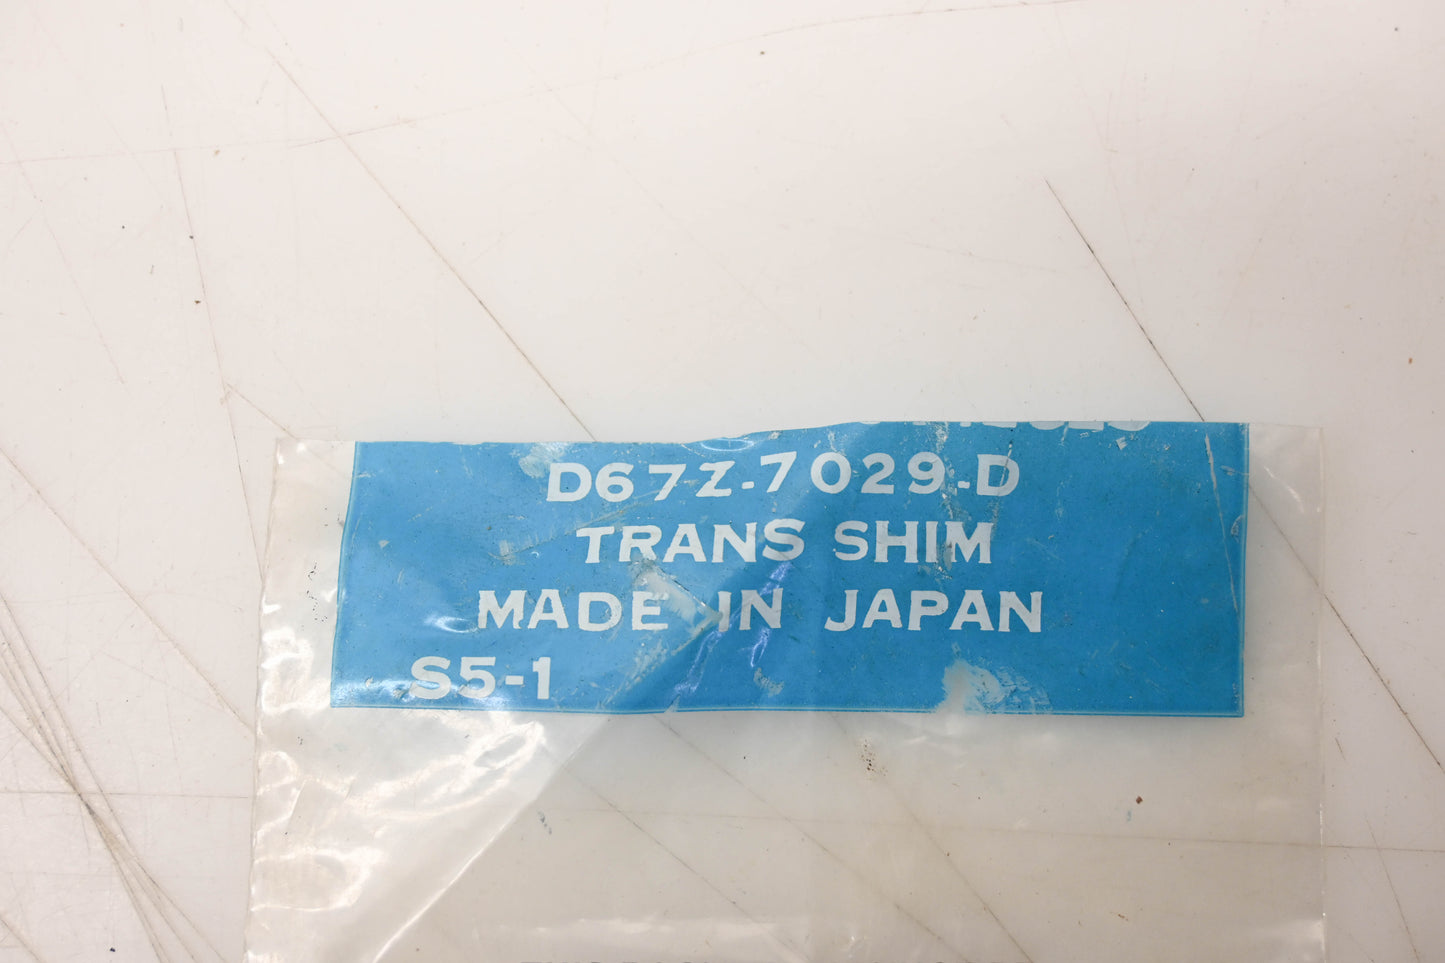 D67Z-7029-D
TRANS SHIM
MADE IN JAPAN
S5-1